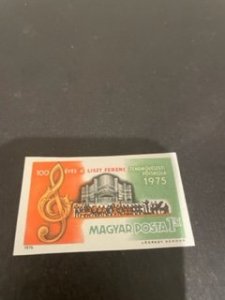 100 ÉVES A LISZT FERENC
ZENEMŰVÉSZETI
FŐISKOLA
1975
MAGYAR POSTA 1Ft
1975